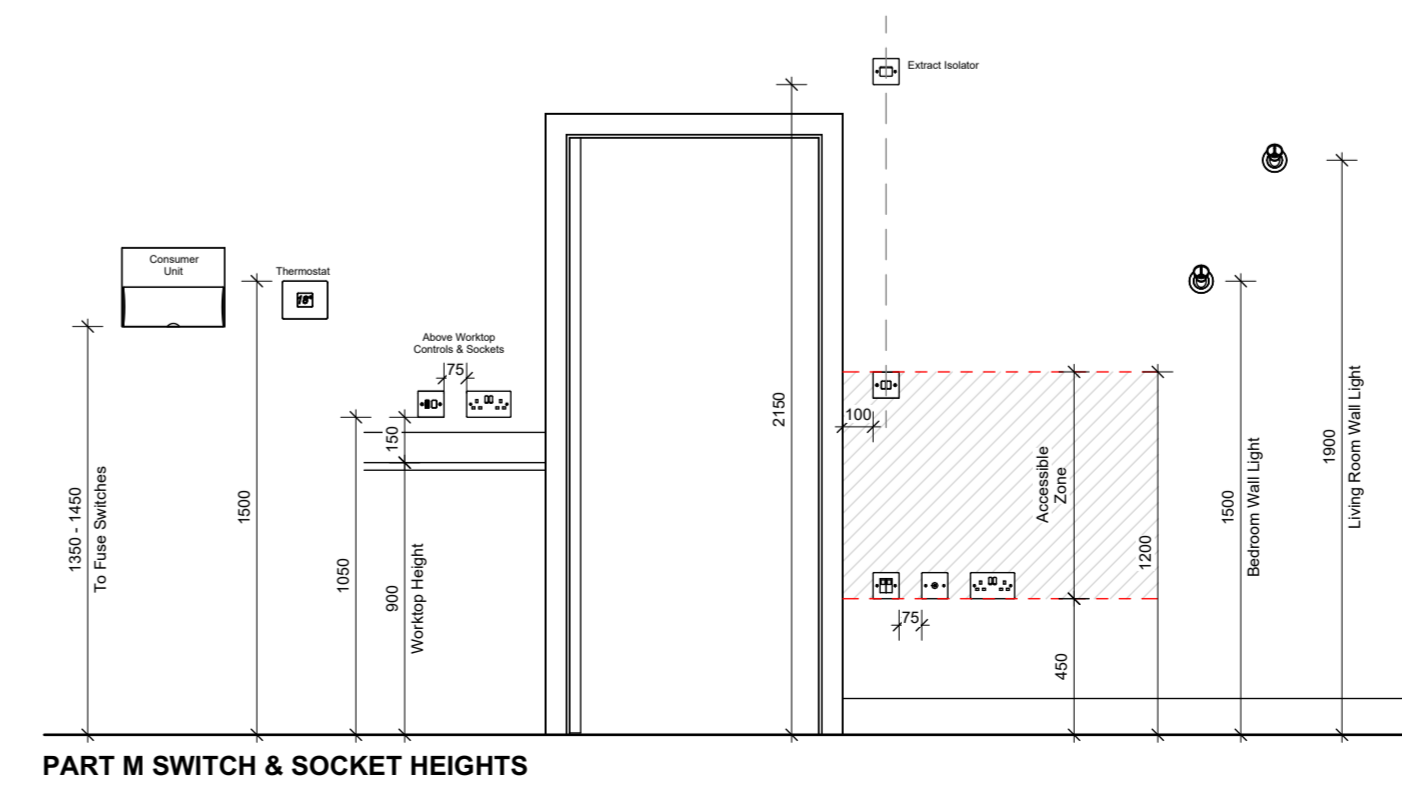 Extract Isolator
Consumer
Unit
Thermostat
18°
Above Worktop
Controls & Sockets
75
2150
100
150
1350 - 1450
To Fuse Switches
1500
1050
900
Worktop Height
Accessible
Zone
1200
75
450
1500
Bedroom Wall Light
1900
Living Room Wall Light
PART M SWITCH & SOCKET HEIGHTS